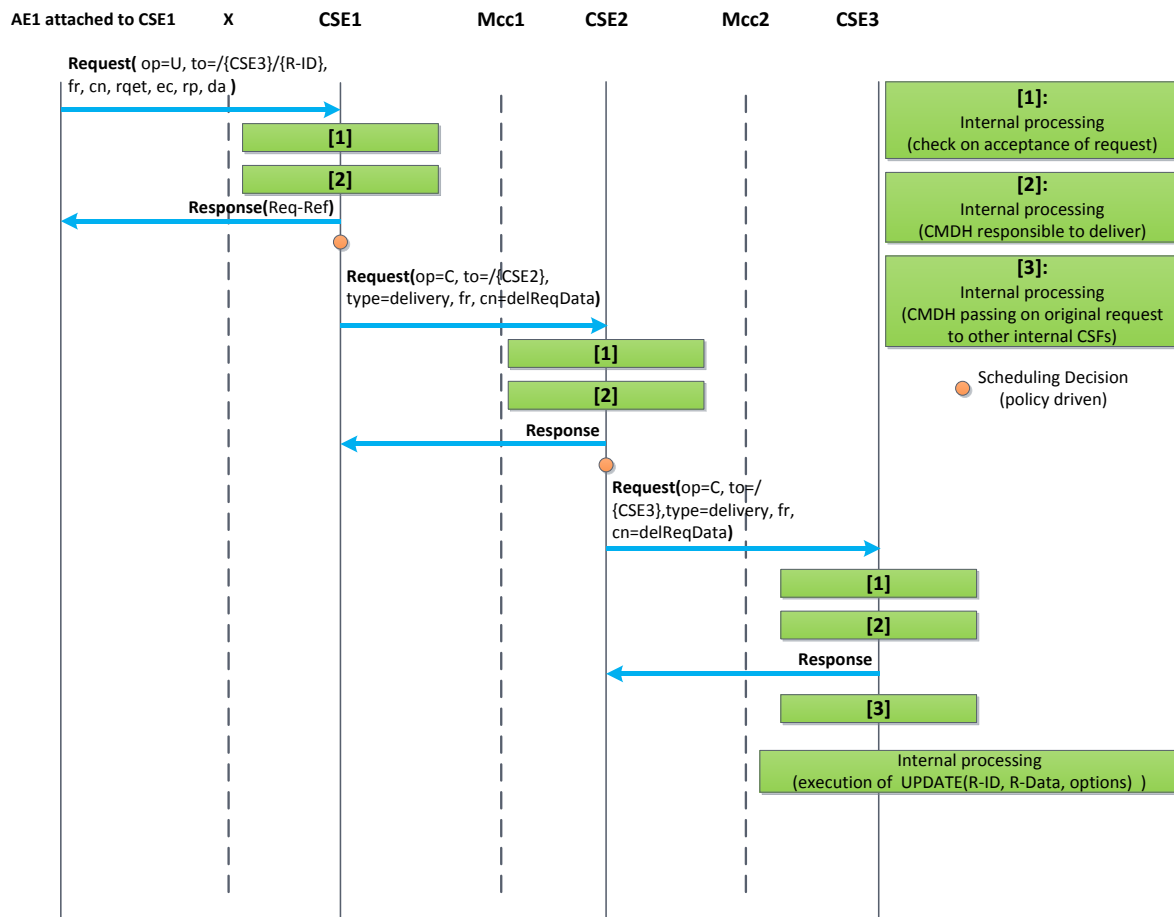 AE1 attached to CSE1 X CSE1 Mcc1 CSE2 Mcc2 CSE3
Request( op=U, to=/{CSE3}/{R-ID},
fr, cn, rqet, ec, rp, da )
[1]
[2]
Response(Req-Ref)
Request(op=C, to=/{CSE2},
type=delivery, fr, cn=delReqData)
[1]
[2]
Response
Request(op=C, to=/
{CSE3},type=delivery, fr,
cn=delReqData)
[1]
[2]
Response
[3]
Internal processing
(execution of UPDATE(R-ID, R-Data, options) )
[1]:
Internal processing
(check on acceptance of request)
[2]:
Internal processing
(CMDH responsible to deliver)
[3]:
Internal processing
(CMDH passing on original request
to other internal CSFs)
Scheduling Decision
(policy driven)